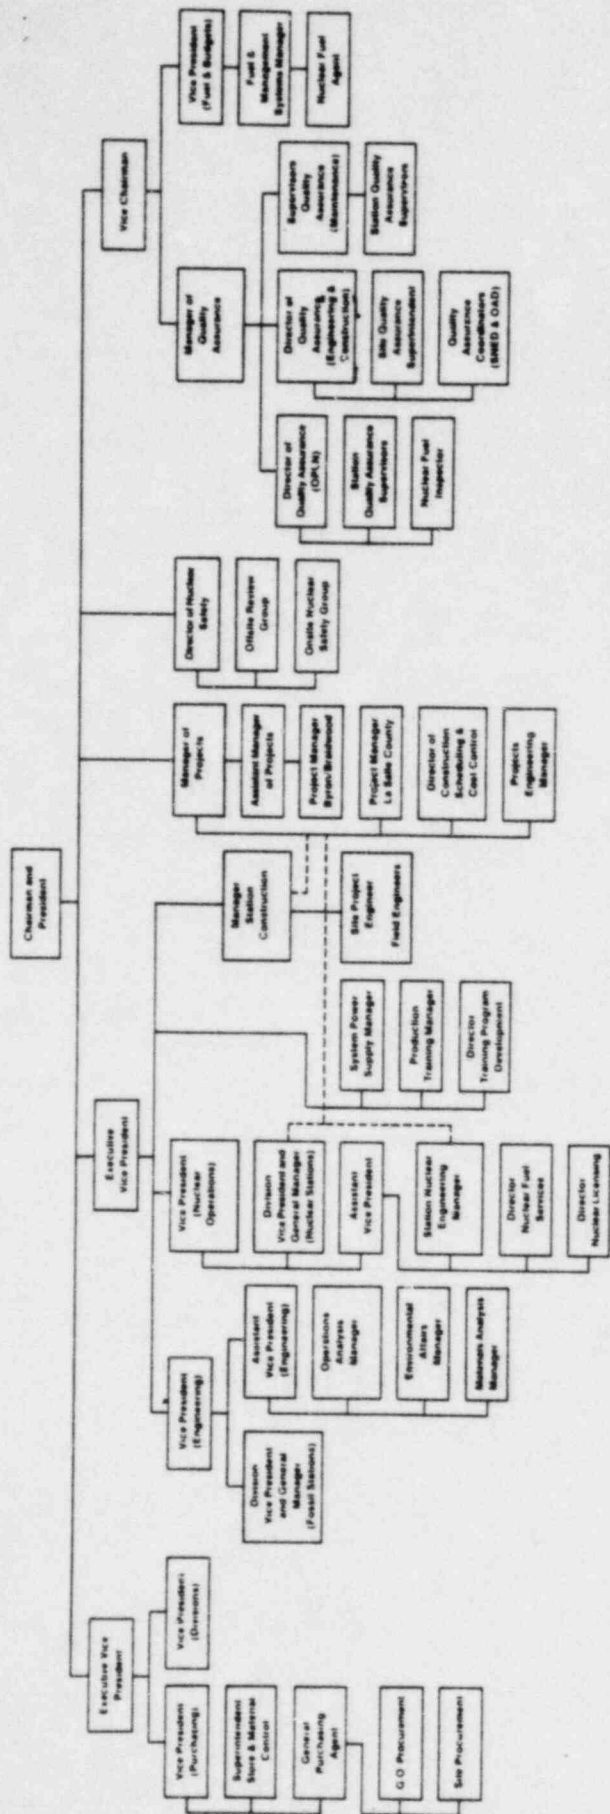 Chairman and
President
Executive Vice
President
Executive
Vice President
Vice Chairman
Vice President
(Purchasing)
Superintendent
Store & Material
Control
General
Purchasing
Agent
G O Procurement
Site Procurement
Vice President
(Divisions)
Vice President
(Engineering)
Division
Vice President
and General
Manager
(Fossil Stations)
Assistant
Vice President
(Engineering)
Operations
Analysis
Manager
Environmental
Affairs
Manager
Materials Analysis
Manager
Vice President
(Nuclear
Operations)
Division
Vice President and
General Manager
(Nuclear Stations)
Assistant
Vice President
Station Nuclear
Engineering
Manager
Director
Nuclear Fuel
Services
Director
Nuclear Licensing
System Power
Supply Manager
Production
Training Manager
Director
Training Program
Development
Manager
Station
Construction
Site Project
Engineer
Field Engineers
Manager of
Projects
Assistant Manager
of Projects
Project Manager
Byron/Braidwood
Project Manager
La Salle County
Director of
Construction
Scheduling &
Cost Control
Projects
Engineering
Manager
Director of Nuclear
Safety
Offsite Review
Group
Onsite Nuclear
Safety Group
Manager of
Quality
Assurance
Director of
Quality Assurance
(OPLN)
Station
Quality Assurance
Supervisors
Nuclear Fuel
Inspector
Director of
Quality
Assurance
(Engineering &
Construction)
Site Quality
Assurance
Superintendent
Quality
Assurance
Coordinators
(SNED & OAD)
Supervisors
Quality
Assurance
(Maintenance)
Station Quality
Assurance
Supervisors
Vice President
(Fuel & Budgets)
Fuel &
Management
Systems Manager
Nuclear Fuel
Agent